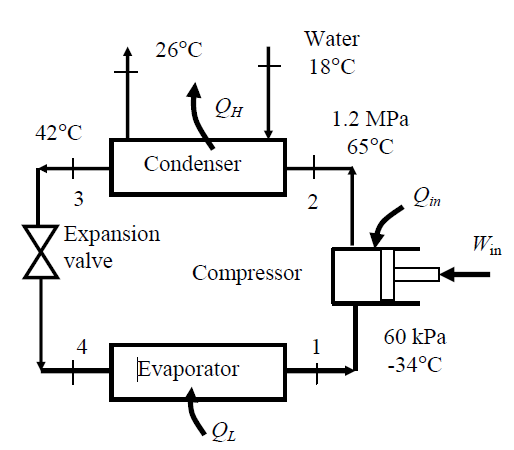 Water
26°C
18°C
Q_H
1.2 MPa
65°C
42°C
Condenser
3
2
Q_in
Expansion
valve
W_in
Compressor
60 kPa
-34°C
4
1
Evaporator
Q_L